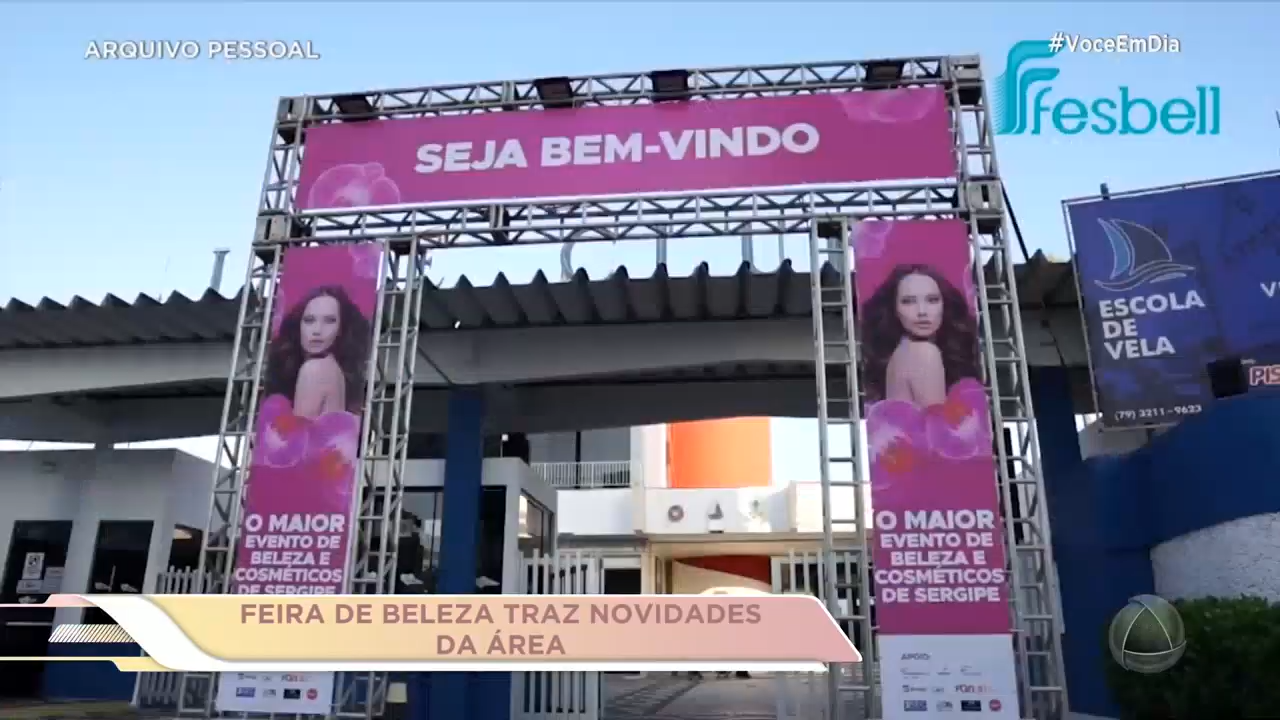 ARQUIVO PESSOAL
#VoceEmDia
fesbell
SEJA BEM-VINDO
ESCOLA
DE
VELA
(79) 3211-9623
O MAIOR
EVENTO DE
BELEZA E
COSMÉTICOS
DE SERGIPE
O MAIOR
EVENTO DE
BELEZA E
COSMÉTICOS
DE SERGIPE
APOIO:
FEIRA DE BELEZA TRAZ NOVIDADES
DA ÁREA